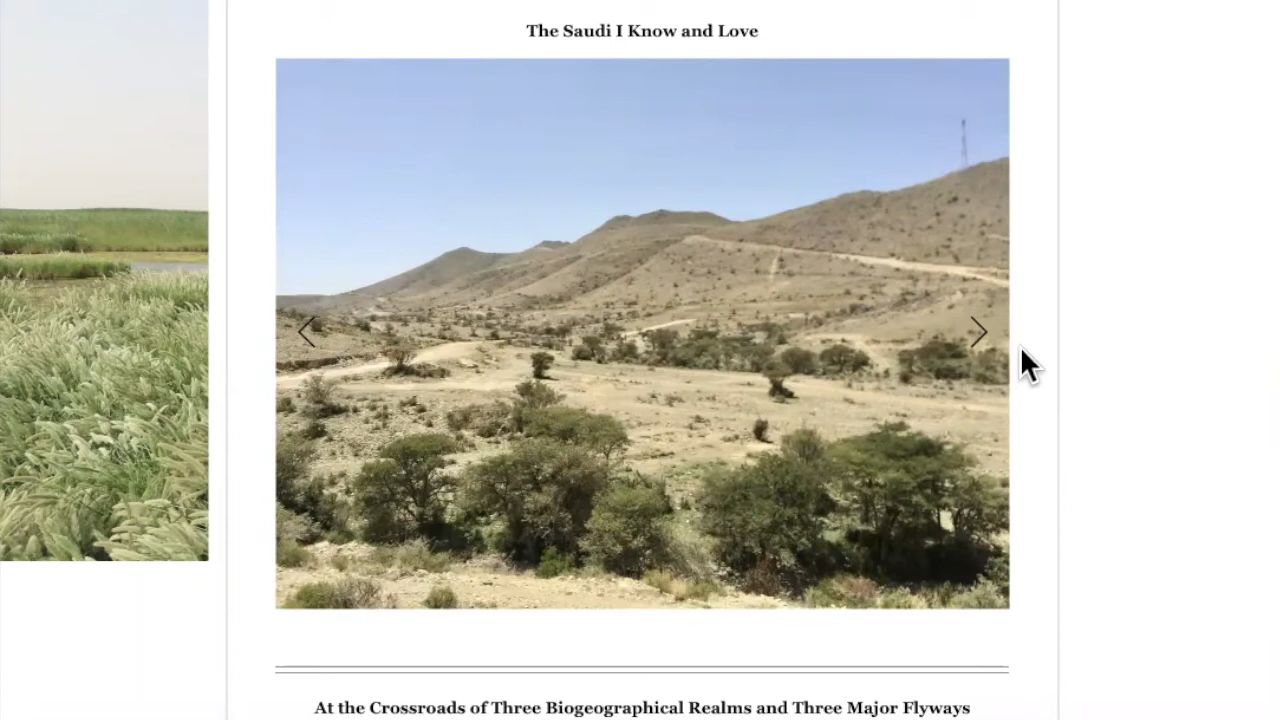 The Saudi I Know and Love
At the Crossroads of Three Biogeographical Realms and Three Major Flyways